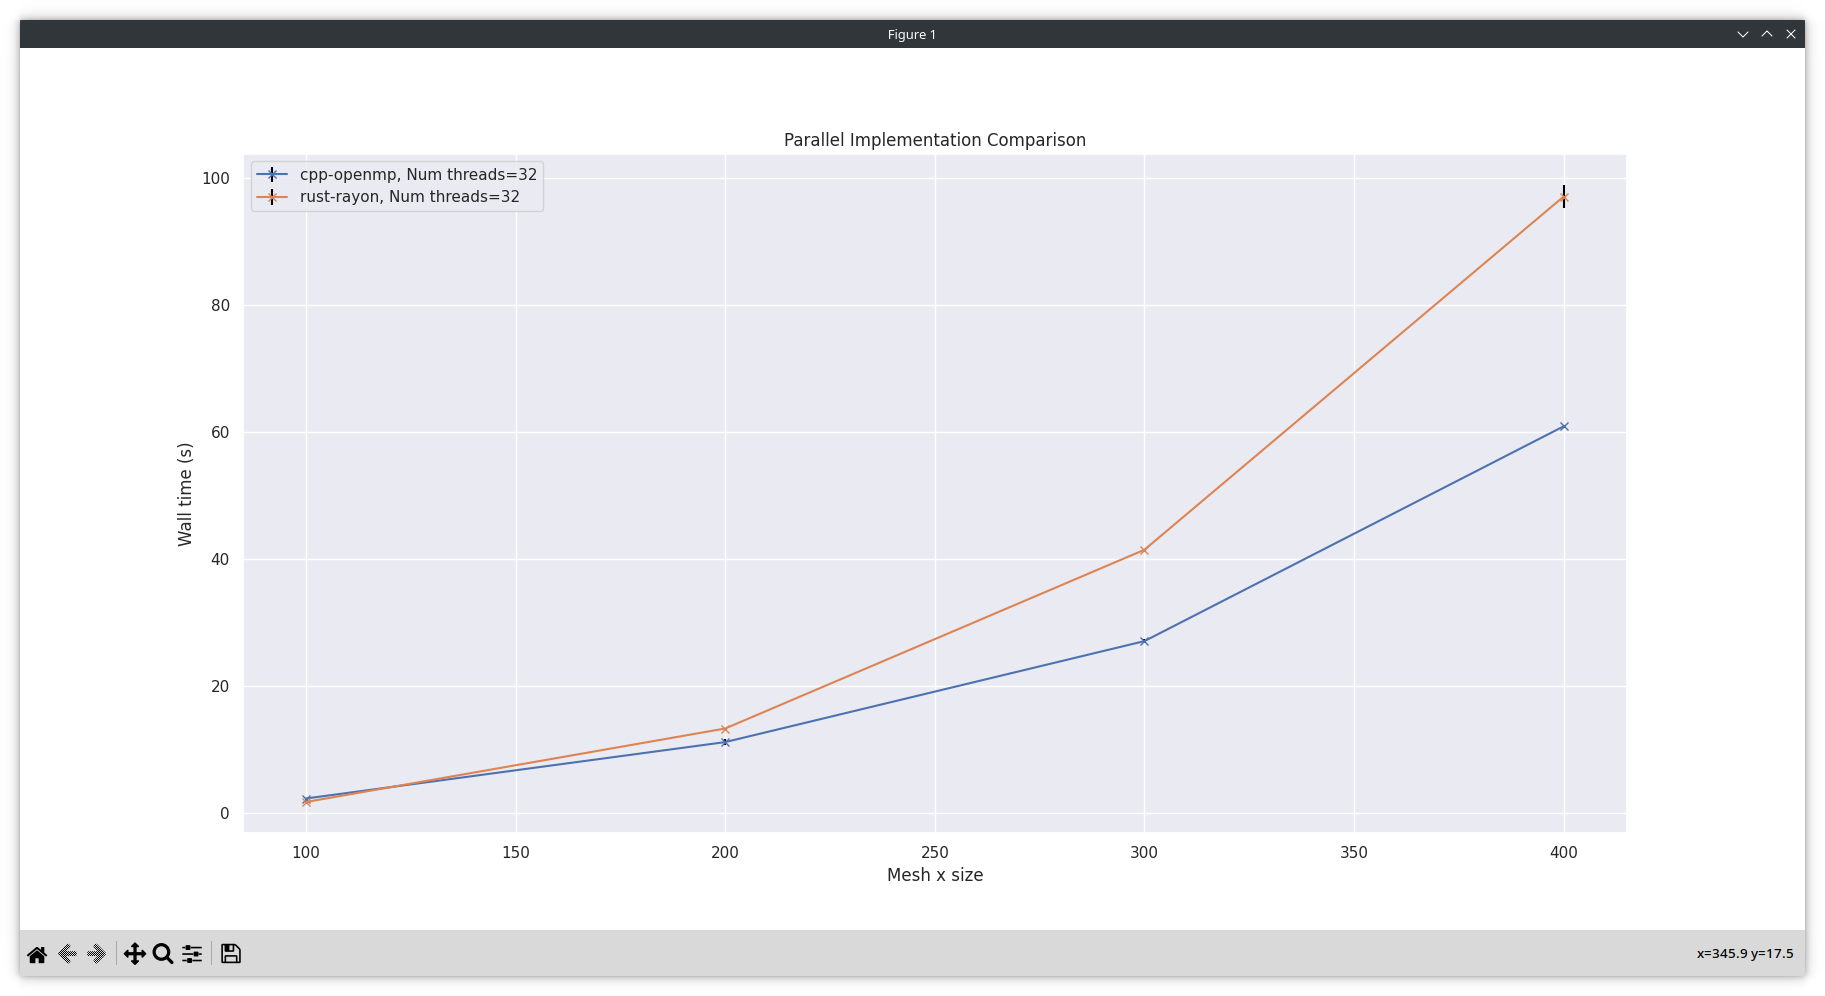 Figure 1
Parallel Implementation Comparison
cpp-openmp, Num threads=32
rust-rayon, Num threads=32
100
80
60
40
20
0
Wall time (s)
100 150 200 250 300 350 400
Mesh x size
x=345.9 y=17.5